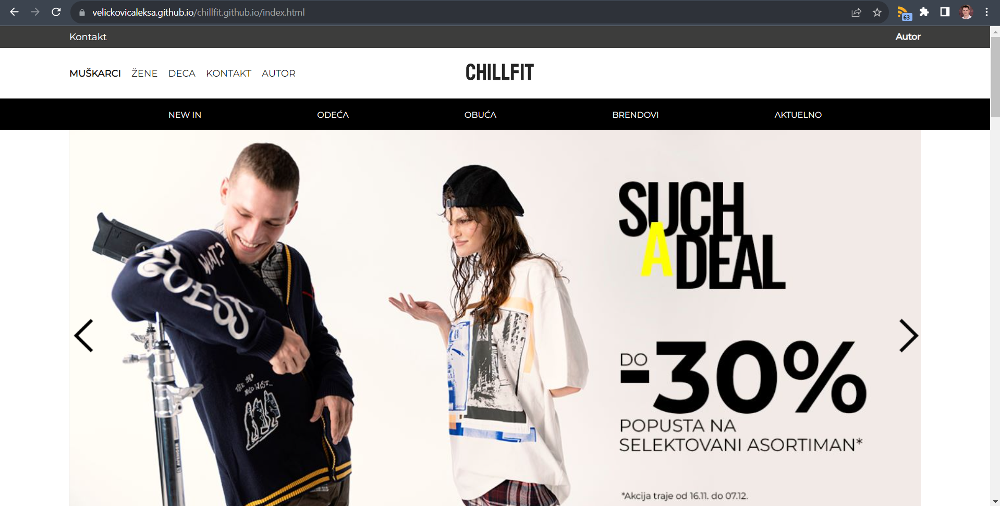 velickovicaleksa.github.io/chillfit.github.io/index.html
63
Kontakt
Autor
MUŠKARCI ŽENE DECA KONTAKT AUTOR
CHILLFIT
NEW IN ODEĆA OBUĆA BRENDOVI AKTUELNO
SUCH
A DEAL
WHAT?
GUESS
DO
-30%
POPUSTA NA
SELEKTOVANI ASORTIMAN*
*Akcija traje od 16.11. do 07.12.